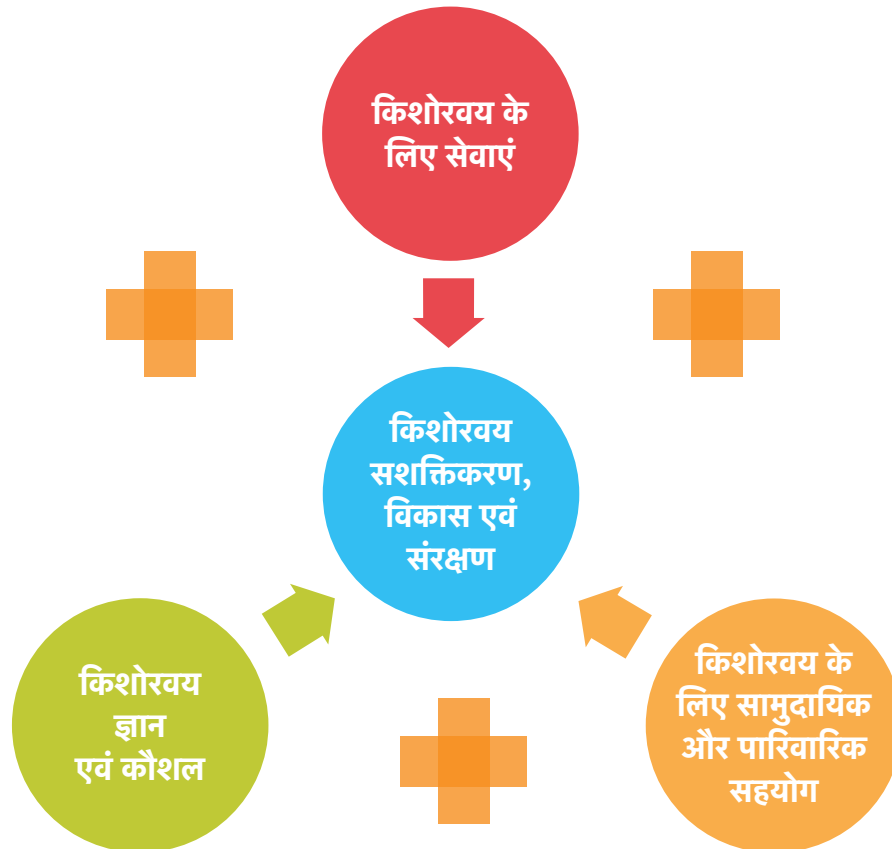 किशोरवय के
लिए सेवाएं
किशोरवय
सशक्तिकरण,
विकास एवं
संरक्षण
किशोरवय
ज्ञान
एवं कौशल
किशोरवय के
लिए सामुदायिक
और पारिवारिक
सहयोग